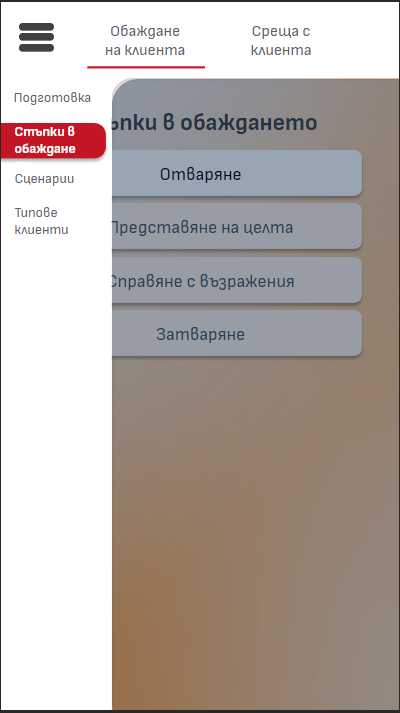 Обаждане
на клиента
Среща с
клиента
Подготовка
Стъпки в
обаждане
Сценарии
Типове
клиенти
ъпки в обаждането
Отваряне
Представяне на целта
Справяне с възражения
Затваряне